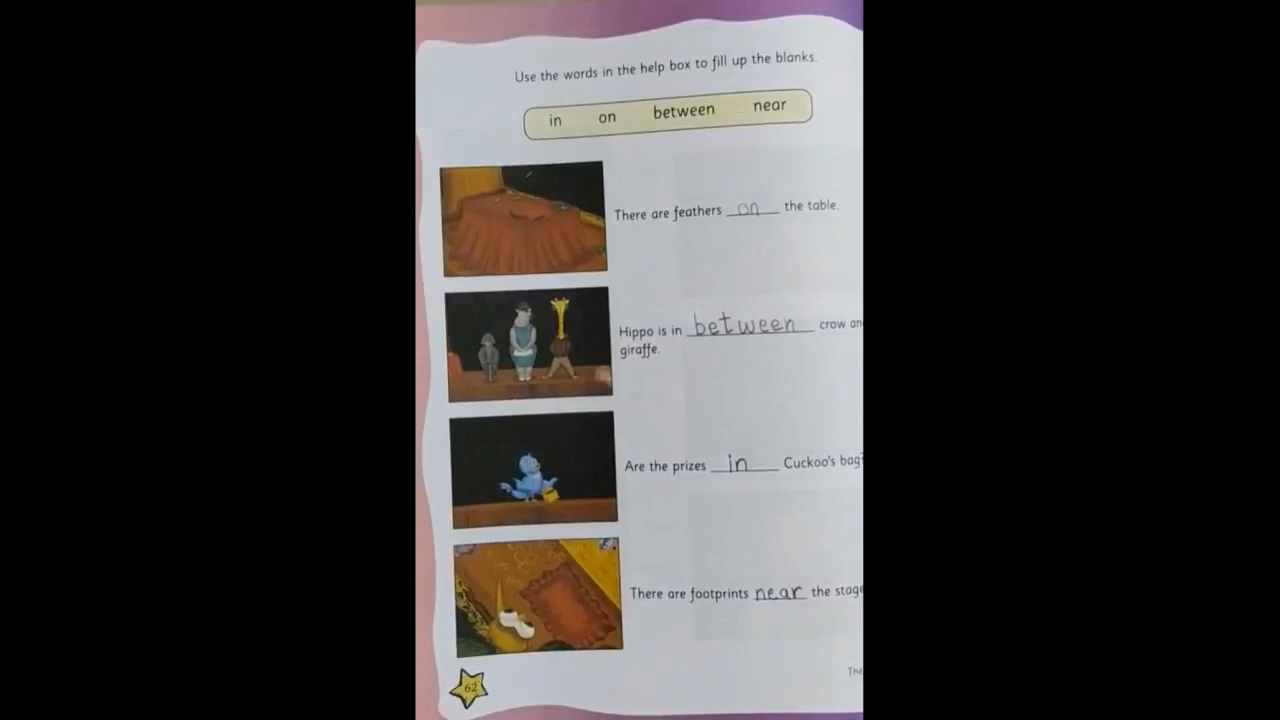 Use the words in the help box to fill up the blanks.
in on between near
There are feathers on the table.
Hippo is in between crow an
giraffe.
Are the prizes in Cuckoo's bag?
There are footprints near the stage
62
The